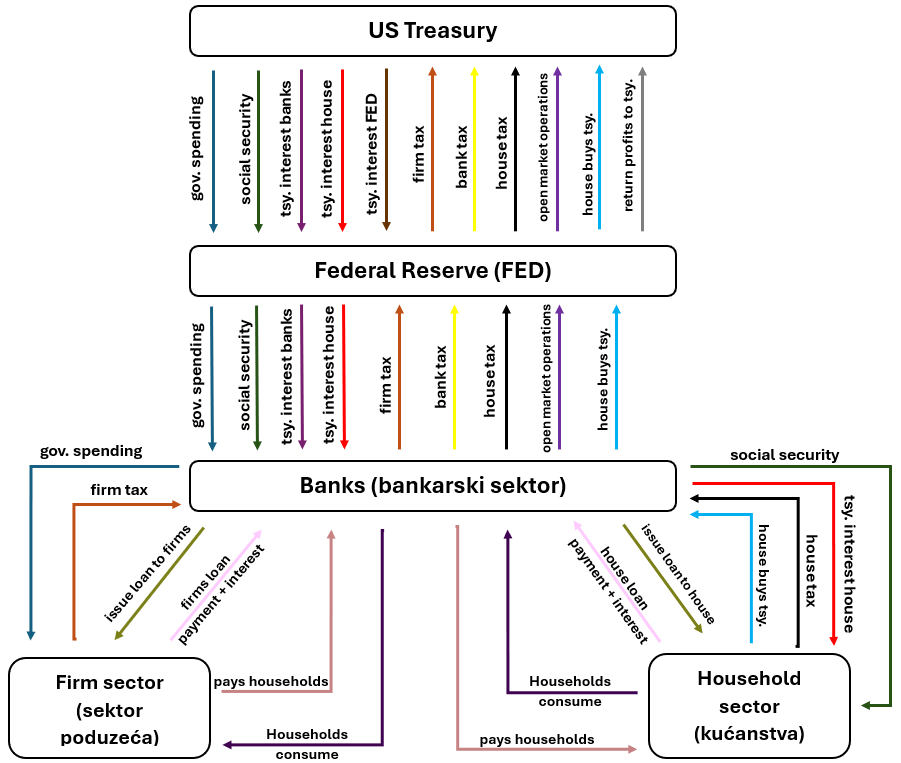 US Treasury
gov. spending
social security
tsy. interest banks
tsy. interest house
tsy. interest FED
firm tax
bank tax
house tax
open market operations
house buys tsy.
return profits to tsy.
Federal Reserve (FED)
gov. spending
social security
tsy. interest banks
tsy. interest house
firm tax
bank tax
house tax
open market operations
house buys tsy.
gov. spending
social security
Banks (bankarski sektor)
firm tax
issue loan to firms
firms loan
payment + interest
house loan
payment + interest
issue loan to house
house buys tsy.
house tax
tsy. interest house
Firm sector
(sektor
poduzeća)
pays households
Households
consume
Households
consume
pays households
Household
sector
(kućanstva)